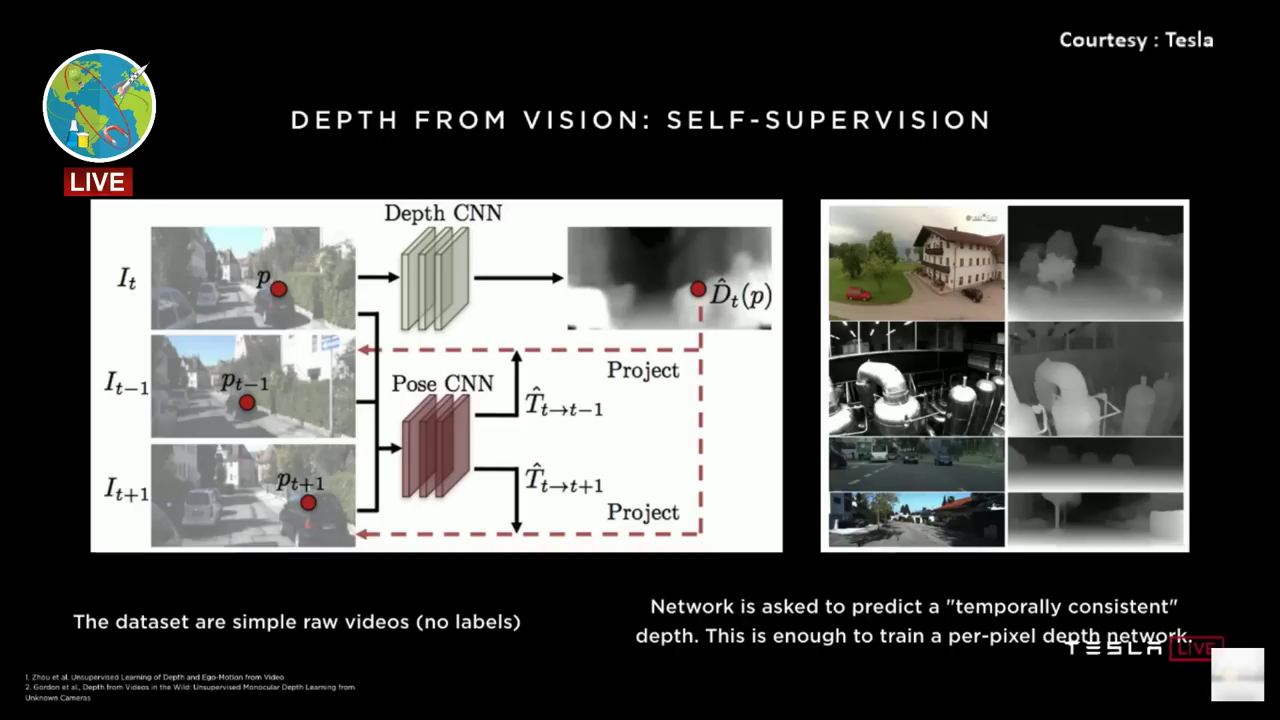 Courtesy : Tesla
LIVE
DEPTH FROM VISION: SELF-SUPERVISION
Depth CNN
I_t
p
D̂_t(p)
Project
I_{t−1}
p_{t−1}
Pose CNN
T̂_{t→t−1}
I_{t+1}
p_{t+1}
T̂_{t→t+1}
Project
The dataset are simple raw videos (no labels)
Network is asked to predict a "temporally consistent"
depth. This is enough to train a per-pixel depth network.
TESLA LIVE
1. Zhou et al. Unsupervised Learning of Depth and Ego-Motion from Video
2. Gordon et al., Depth from Videos in the Wild: Unsupervised Monocular Depth Learning from
Unknown Cameras